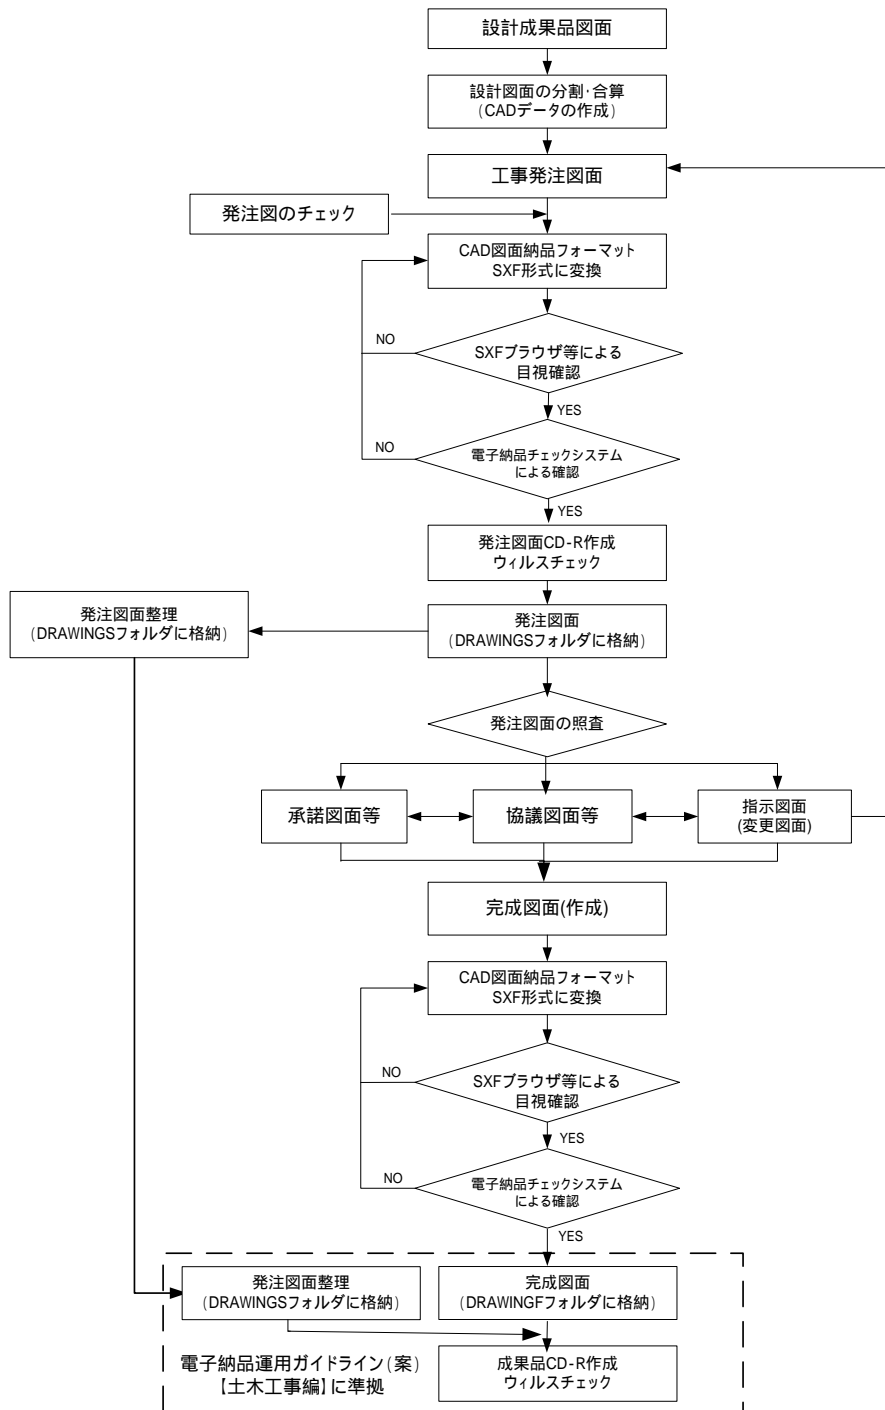 設計成果品図面
設計図面の分割・合算
(CADデータの作成)
工事発注図面
発注図のチェック
CAD図面納品フォーマット
SXF形式に変換
NO
SXFブラウザ等による
目視確認
YES
NO
電子納品チェックシステム
による確認
YES
発注図面CD-R作成
ウィルスチェック
発注図面整理
(DRAWINGSフォルダに格納)
発注図面
(DRAWINGSフォルダに格納)
発注図面の照査
承諾図面等
協議図面等
指示図面
(変更図面)
完成図面(作成)
CAD図面納品フォーマット
SXF形式に変換
NO
SXFブラウザ等による
目視確認
YES
NO
電子納品チェックシステム
による確認
YES
発注図面整理
(DRAWINGSフォルダに格納)
完成図面
(DRAWINGFフォルダに格納)
電子納品運用ガイドライン(案)
【土木工事編】に準拠
成果品CD-R作成
ウィルスチェック